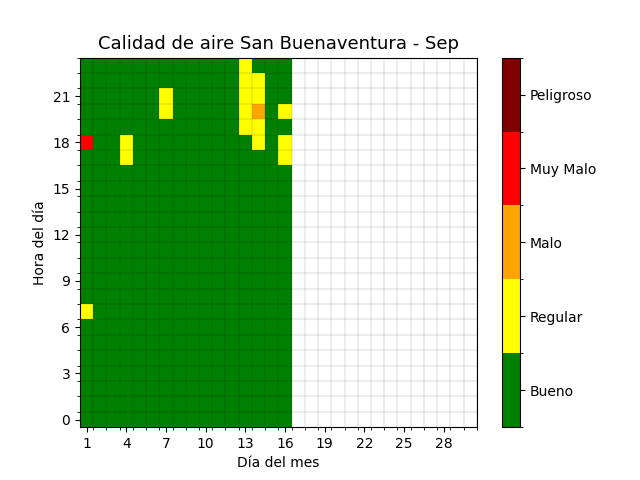 Calidad de aire San Buenaventura - Sep
Hora del día
21
18
15
12
9
6
3
0
1 4 7 10 13 16 19 22 25 28
Día del mes
Peligroso
Muy Malo
Malo
Regular
Bueno